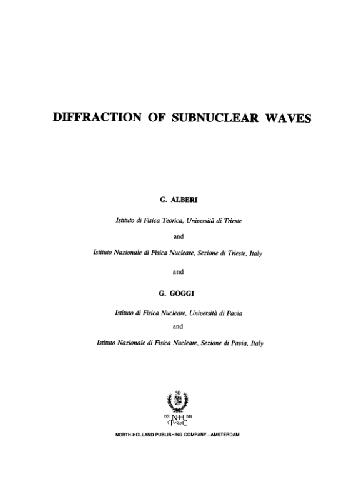 DIFFRACTION OF SUBNUCLEAR WAVES
G. ALBERI
Istituto di Fisica Teorica, Università di Trieste
and
Istituto Nazionale di Fisica Nucleare, Sezione di Trieste, Italy
and
G. GOGGI
Istituto di Fisica Nucleare, Università di Pavia
and
Istituto Nazionale di Fisica Nucleare, Sezione di Pavia, Italy
NORTH-HOLLAND PUBLISHING COMPANY - AMSTERDAM